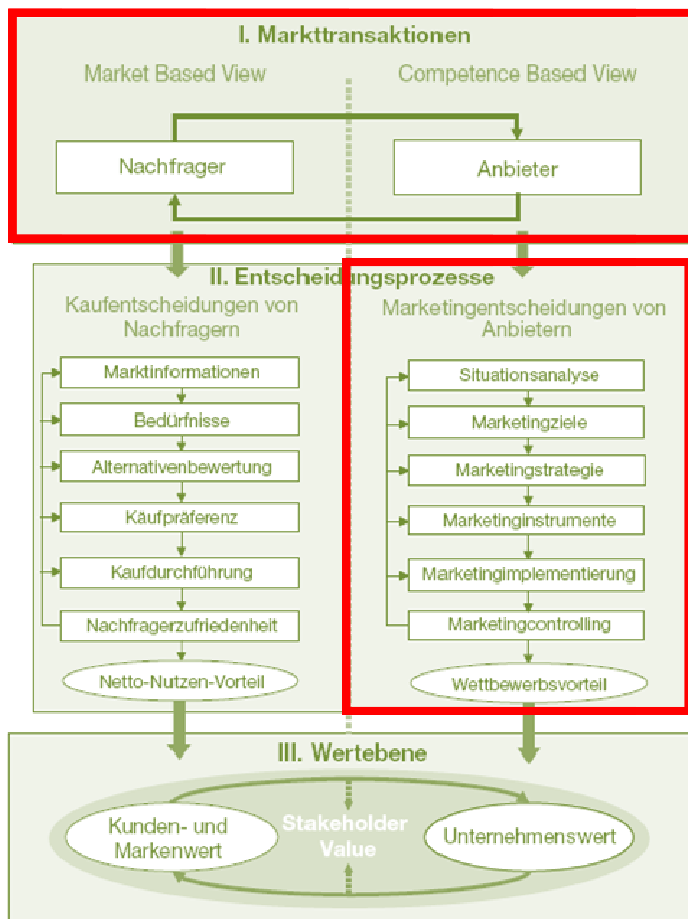 I. Markttransaktionen
Market Based View
Competence Based View
Nachfrager
Anbieter
II. Entscheidungsprozesse
Kaufentscheidungen von
Nachfragern
Marktinformationen
Bedürfnisse
Alternativenbewertung
Käufpräferenz
Kaufdurchführung
Nachfragerzufriedenheit
Netto-Nutzen-Vorteil
Marketingentscheidungen von
Anbietern
Situationsanalyse
Marketingziele
Marketingstrategie
Marketinginstrumente
Marketingimplementierung
Marketingcontrolling
Wettbewerbsvorteil
III. Wertebene
Kunden- und
Markenwert
Stakeholder
Value
Unternehmenswert